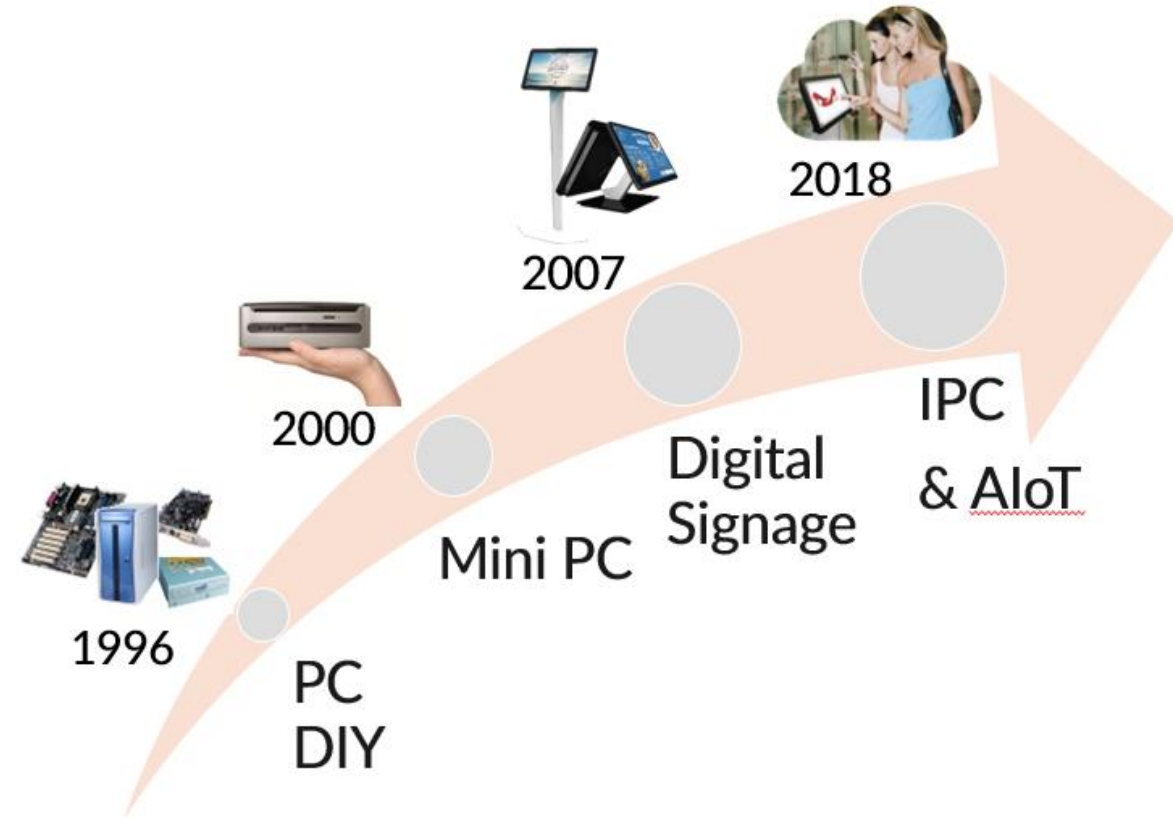 1996
PC
DIY
2000
Mini PC
2007
Digital
Signage
2018
IPC
& AIoT